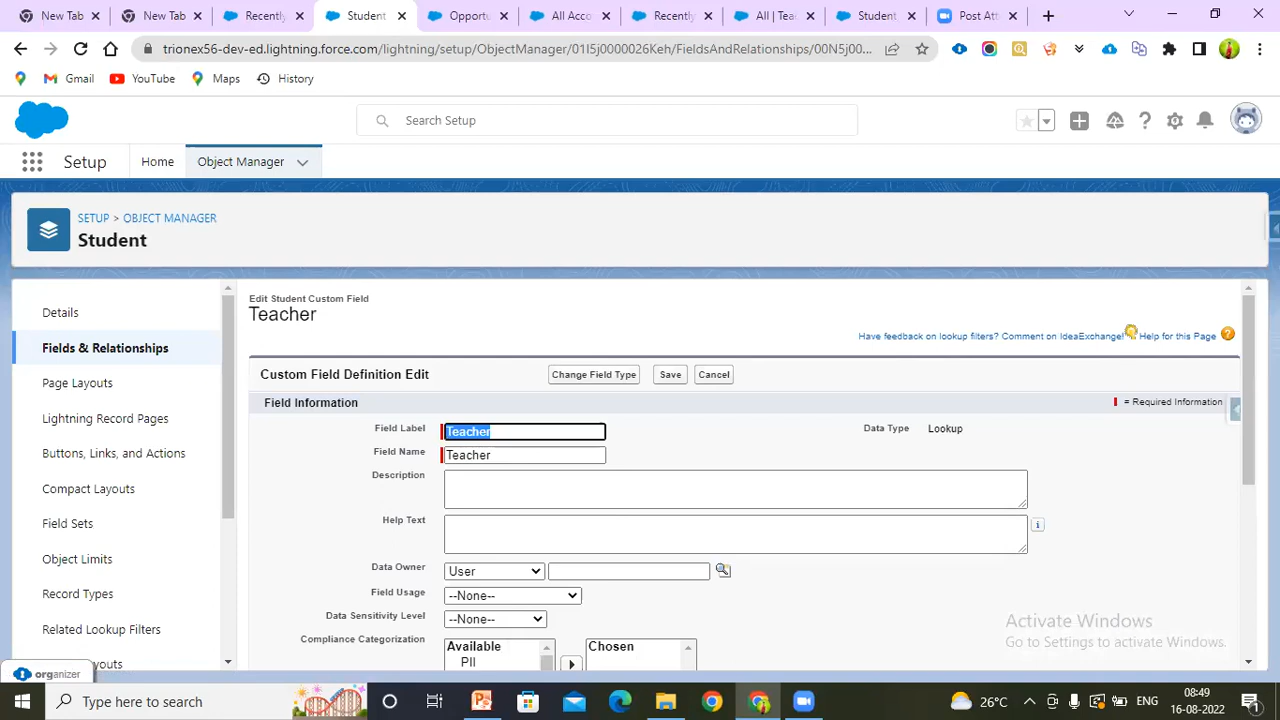 New Tab
New Tab
Recently
Student
Opportu
All Acco
Recently
All | Teac
Student
Post Att
trionex56-dev-ed.lightning.force.com/lightning/setup/ObjectManager/01I5j0000026Keh/FieldsAndRelationships/00N5j00...
Gmail
YouTube
Maps
History
Search Setup
Setup
Home
Object Manager
SETUP > OBJECT MANAGER
Student
Details
Fields & Relationships
Page Layouts
Lightning Record Pages
Buttons, Links, and Actions
Compact Layouts
Field Sets
Object Limits
Record Types
Related Lookup Filters
youts
organizer
Edit Student Custom Field
Teacher
Have feedback on lookup filters? Comment on IdeaExchange!
Help for this Page
Custom Field Definition Edit
Change Field Type
Save
Cancel
Field Information
= Required Information
Field Label
Teacher
Data Type
Lookup
Field Name
Teacher
Description
Help Text
i
Data Owner
User
Field Usage
--None--
Data Sensitivity Level
--None--
Compliance Categorization
Available
Chosen
PII
Activate Windows
Go to Settings to activate Windows.
Type here to search
26°C
ENG
08:49
16-08-2022
1